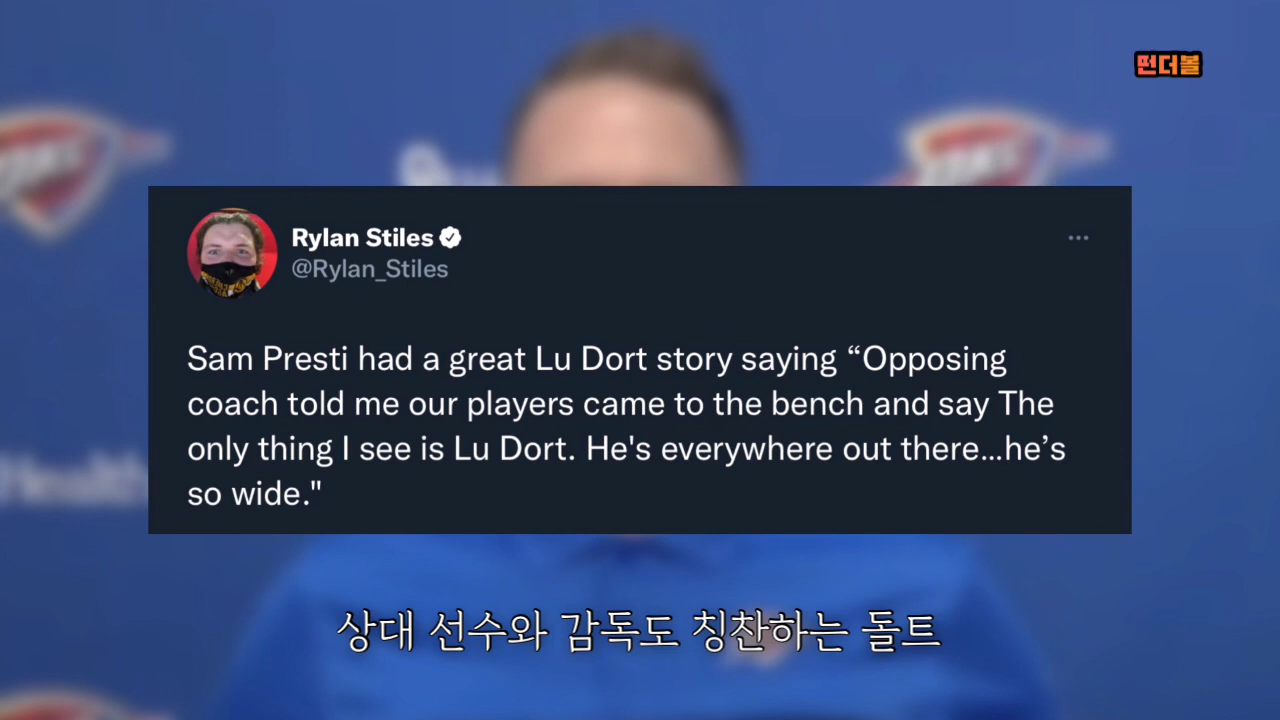 떤더볼
Rylan Stiles
@Rylan_Stiles
Sam Presti had a great Lu Dort story saying “Opposing
coach told me our players came to the bench and say The
only thing I see is Lu Dort. He's everywhere out there...he’s
so wide."
Health
상대 선수와 감독도 칭찬하는 돌트